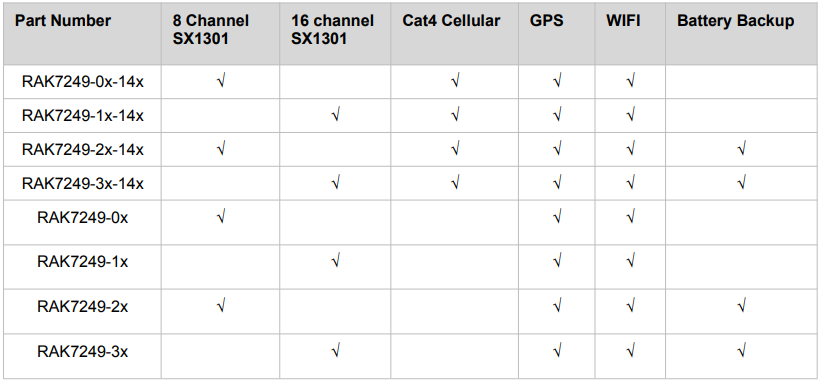 Part Number 8 Channel SX1301 16 channel SX1301 Cat4 Cellular GPS WIFI Battery Backup
RAK7249-0x-14x √ √ √ √
RAK7249-1x-14x √ √ √ √
RAK7249-2x-14x √ √ √ √ √
RAK7249-3x-14x √ √ √ √ √
RAK7249-0x √ √ √
RAK7249-1x √ √ √
RAK7249-2x √ √ √ √
RAK7249-3x √ √ √ √